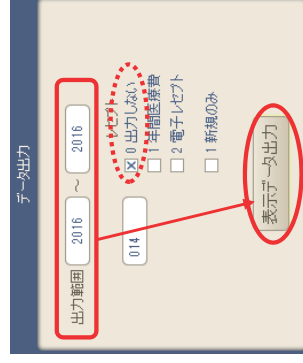 データ出力
出力範囲 2016 ～ 2016
014
レセプト
0 出力しない
1 年間医療費
2 電子レセプト
1 新規のみ
表示データ出力